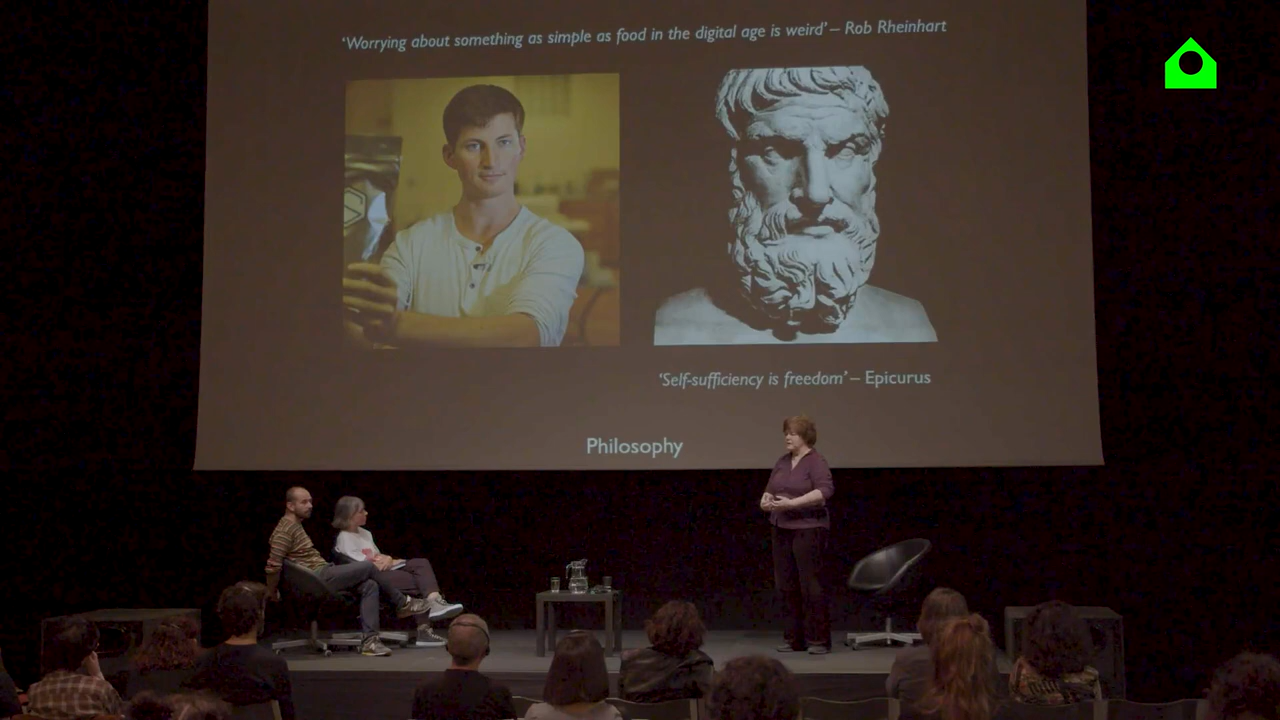 ‘Worrying about something as simple as food in the digital age is weird’ – Rob Rheinhart
‘Self-sufficiency is freedom’ – Epicurus
Philosophy